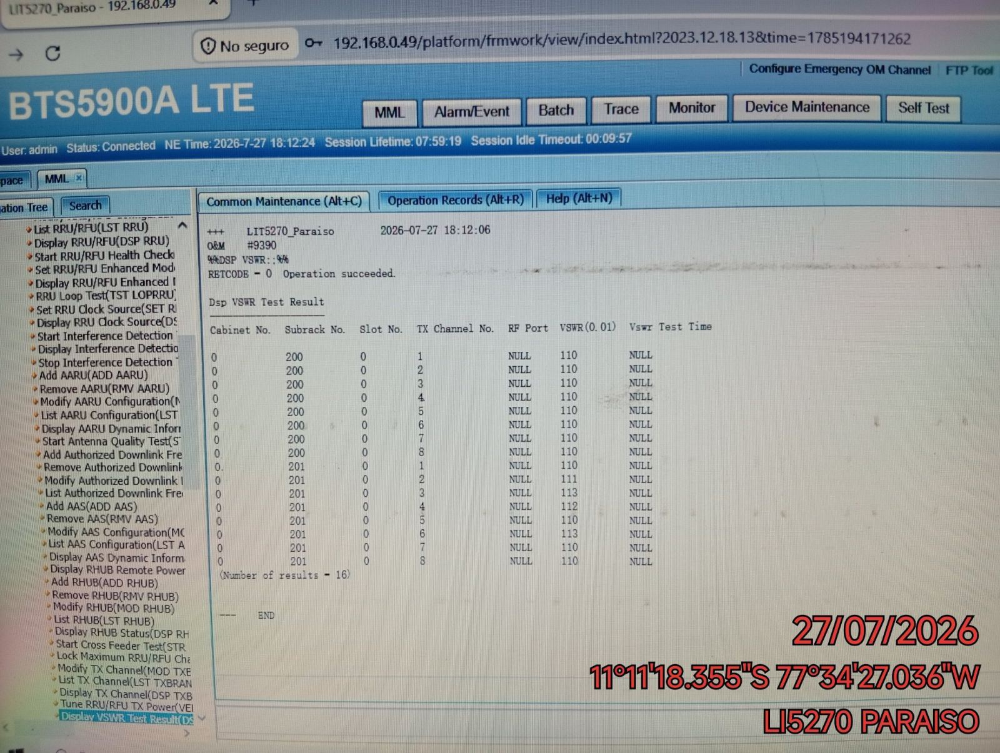 LIT5270_Paraiso - 192.168.0.49
No seguro 192.168.0.49/platform/frmwork/view/index.html?2023.12.18.13&time=1785194171262
Configure Emergency OM Channel FTP Tool
BTS5900A LTE
MML Alarm/Event Batch Trace Monitor Device Maintenance Self Test
User: admin Status: Connected NE Time: 2026-7-27 18:12:24 Session Lifetime: 07:59:19 Session Idle Timeout: 00:09:57
pace MML
ation Tree Search
List RRU/RFU(LST RRU)
Display RRU/RFU(DSP RRU)
Start RRU/RFU Health Check
Set RRU/RFU Enhanced Mod
Display RRU/RFU Enhanced
RRU Loop Test(TST LOPRRU)
Set RRU Clock Source(SET R
Display RRU Clock Source(DS
Start Interference Detection
Display Interference Detectio
Stop Interference Detection
Add AARU(ADD AARU)
Remove AARU(RMV AARU)
Modify AARU Configuration(M
List AARU Configuration(LST
Display AARU Dynamic Inforr
Start Antenna Quality Test(S
Add Authorized Downlink Fre
Remove Authorized Downlink
Modify Authorized Downlink
List Authorized Downlink Fre
Add AAS(ADD AAS)
Remove AAS(RMV AAS)
Modify AAS Configuration(MO
List AAS Configuration(LST A
Display AAS Dynamic Inform
Display RHUB Remote Power
Add RHUB(ADD RHUB)
Remove RHUB(RMV RHUB)
Modify RHUB(MOD RHUB)
List RHUB(LST RHUB)
Display RHUB Status(DSP RH
Start Cross Feeder Test(STR
Lock Maximum RRU/RFU Cha
Modify TX Channel(MOD TXB
List TX Channel(LST TXBRAN
Display TX Channel(DSP TXB
Tune RRU/RFU TX Power(VE
Display VSWR Test Result(DS
Common Maintenance (Alt+C) Operation Records (Alt+R) Help (Alt+N)
+++ LIT5270_Paraiso 2026-07-27 18:12:06
O&M #9390
%%DSP VSWR:;%%
RETCODE = 0 Operation succeeded.
Dsp VSWR Test Result
Cabinet No. Subrack No. Slot No. TX Channel No. RF Port VSWR(0.01) Vswr Test Time
0 200 0 1 NULL 110 NULL
0 200 0 2 NULL 110 NULL
0 200 0 3 NULL 110 NULL
0 200 0 4 NULL 110 NULL
0 200 0 5 NULL 110 NULL
0 200 0 6 NULL 110 NULL
0 200 0 7 NULL 110 NULL
0 200 0 8 NULL 110 NULL
0 201 0 1 NULL 110 NULL
0 201 0 2 NULL 111 NULL
0 201 0 3 NULL 113 NULL
0 201 0 4 NULL 112 NULL
0 201 0 5 NULL 110 NULL
0 201 0 6 NULL 113 NULL
0 201 0 7 NULL 110 NULL
0 201 0 8 NULL 110 NULL
(Number of results = 16)
--- END
27/07/2026
11°11'18.355"S 77°34'27.036"W
LI5270 PARAISO